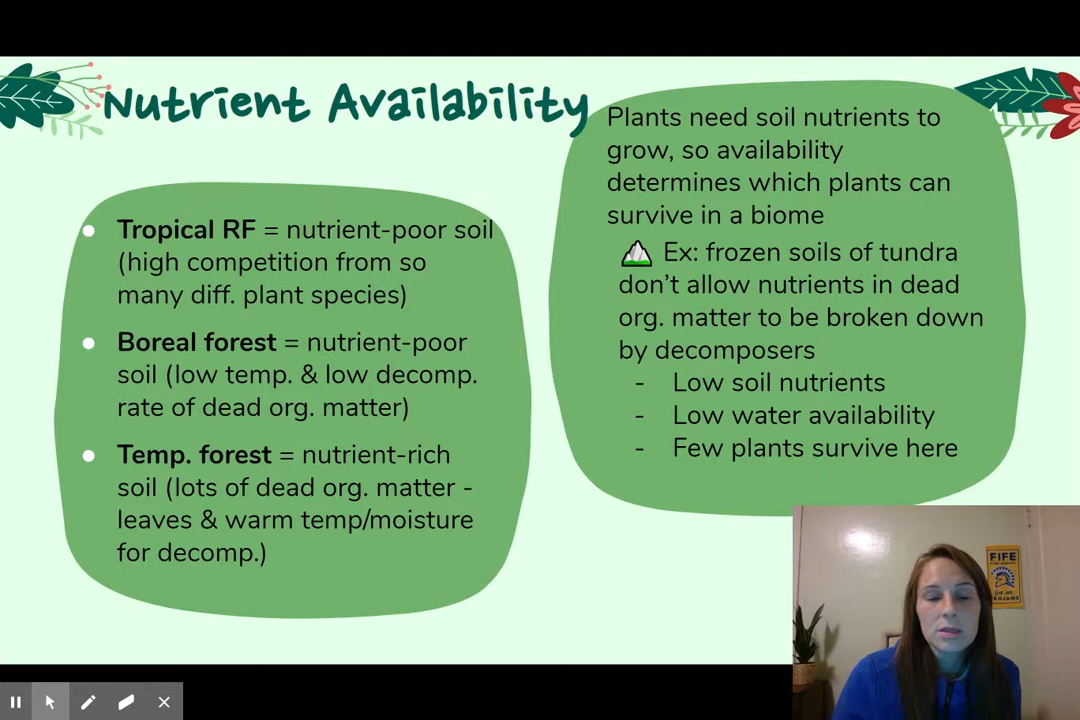 Nutrient Availability
Tropical RF = nutrient-poor soil
(high competition from so
many diff. plant species)
Boreal forest = nutrient-poor
soil (low temp. & low decomp.
rate of dead org. matter)
Temp. forest = nutrient-rich
soil (lots of dead org. matter -
leaves & warm temp/moisture
for decomp.)
Plants need soil nutrients to
grow, so availability
determines which plants can
survive in a biome
Ex: frozen soils of tundra
don't allow nutrients in dead
org. matter to be broken down
by decomposers
- Low soil nutrients
- Low water availability
- Few plants survive here
FIFE
TROJANS